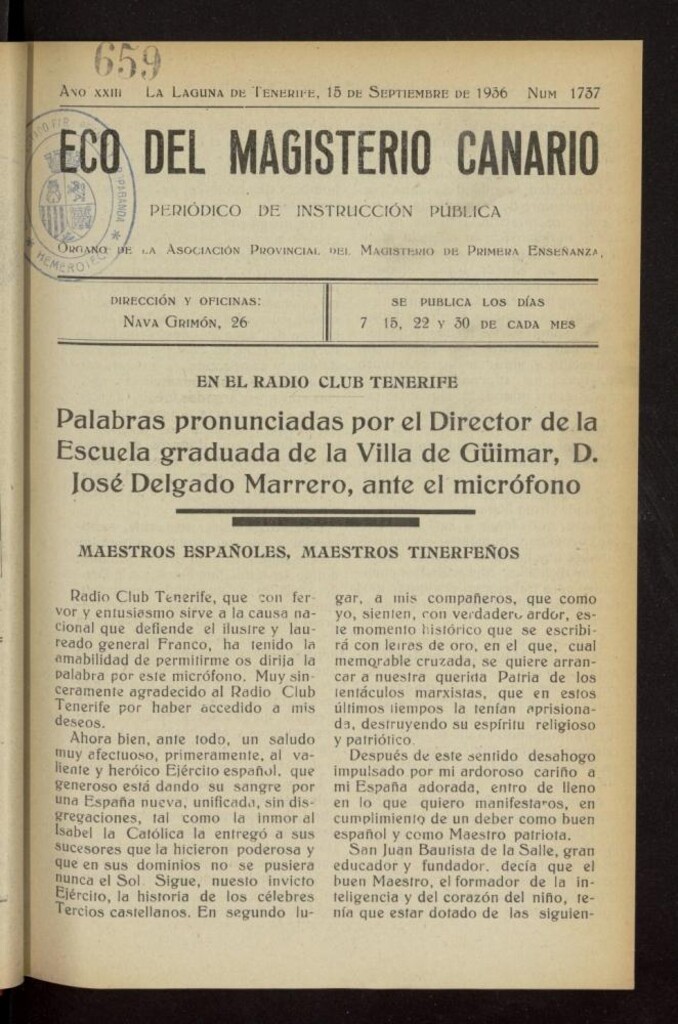 659
AÑO XXIII LA LAGUNA DE TENERIFE, 15 DE SEPTIEMBRE DE 1936 NUM 1737
ECO DEL MAGISTERIO CANARIO
PERIÓDICO DE INSTRUCCIÓN PÚBLICA
ORGANO DE LA ASOCIACIÓN PROVINCIAL DEL MAGISTERIO DE PRIMERA ENSEÑANZA,
DIRECCIÓN Y OFICINAS:
NAVA GRIMÓN, 26
SE PUBLICA LOS DÍAS
7 15, 22 Y 30 DE CADA MES
EN EL RADIO CLUB TENERIFE
Palabras pronunciadas por el Director de la
Escuela graduada de la Villa de Güimar, D.
José Delgado Marrero, ante el micrófono
MAESTROS ESPAÑOLES, MAESTROS TINERFEÑOS
Radio Club Tenerife, que con fer-
vor y entusiasmo sirve a la causa na-
cional que defiende el ilustre y lau-
reado general Franco, ha tenido la
amabilidad de permitirme os dirija la
palabra por este micrófono. Muy sin-
ceramente agradecido al Radio Club
Tenerife por haber accedido a mis
deseos.
Ahora bien, ante todo, un saludo
muy afectuoso, primeramente, al va-
liente y heróico Ejército español, que
generoso está dando su sangre por
una España nueva, unificada, sin dis-
gregaciones, tal como la inmortal
Isabel la Católica la entregó a sus
sucesores que la hicieron poderosa y
que en sus dominios no se pusiera
nunca el Sol. Sigue, nuesto invicto
Ejército, la historia de los célebres
Tercios castellanos. En segundo lu-
gar, a mis compañeros, que como
yo, sienten, con verdadero ardor, es-
te momento histórico que se escribi-
rá con letras de oro, en el que, cual
memorable cruzada, se quiere arran-
car a nuestra querida Patria de los
tentáculos marxistas, que en estos
últimos tiempos la tenían aprisiona-
da, destruyendo su espíritu religioso
y patriótico.
Después de este sentido desahogo
impulsado por mi ardoroso cariño a
mi España adorada, entro de lleno
en lo que quiero manifestaros, en
cumplimiento de un deber como buen
español y como Maestro patriota.
San Juan Bautista de la Salle, gran
educador y fundador, decía que el
buen Maestro, el formador de la in-
teligencia y del corazón del niño, te-
nía que estar dotado de las siguien-